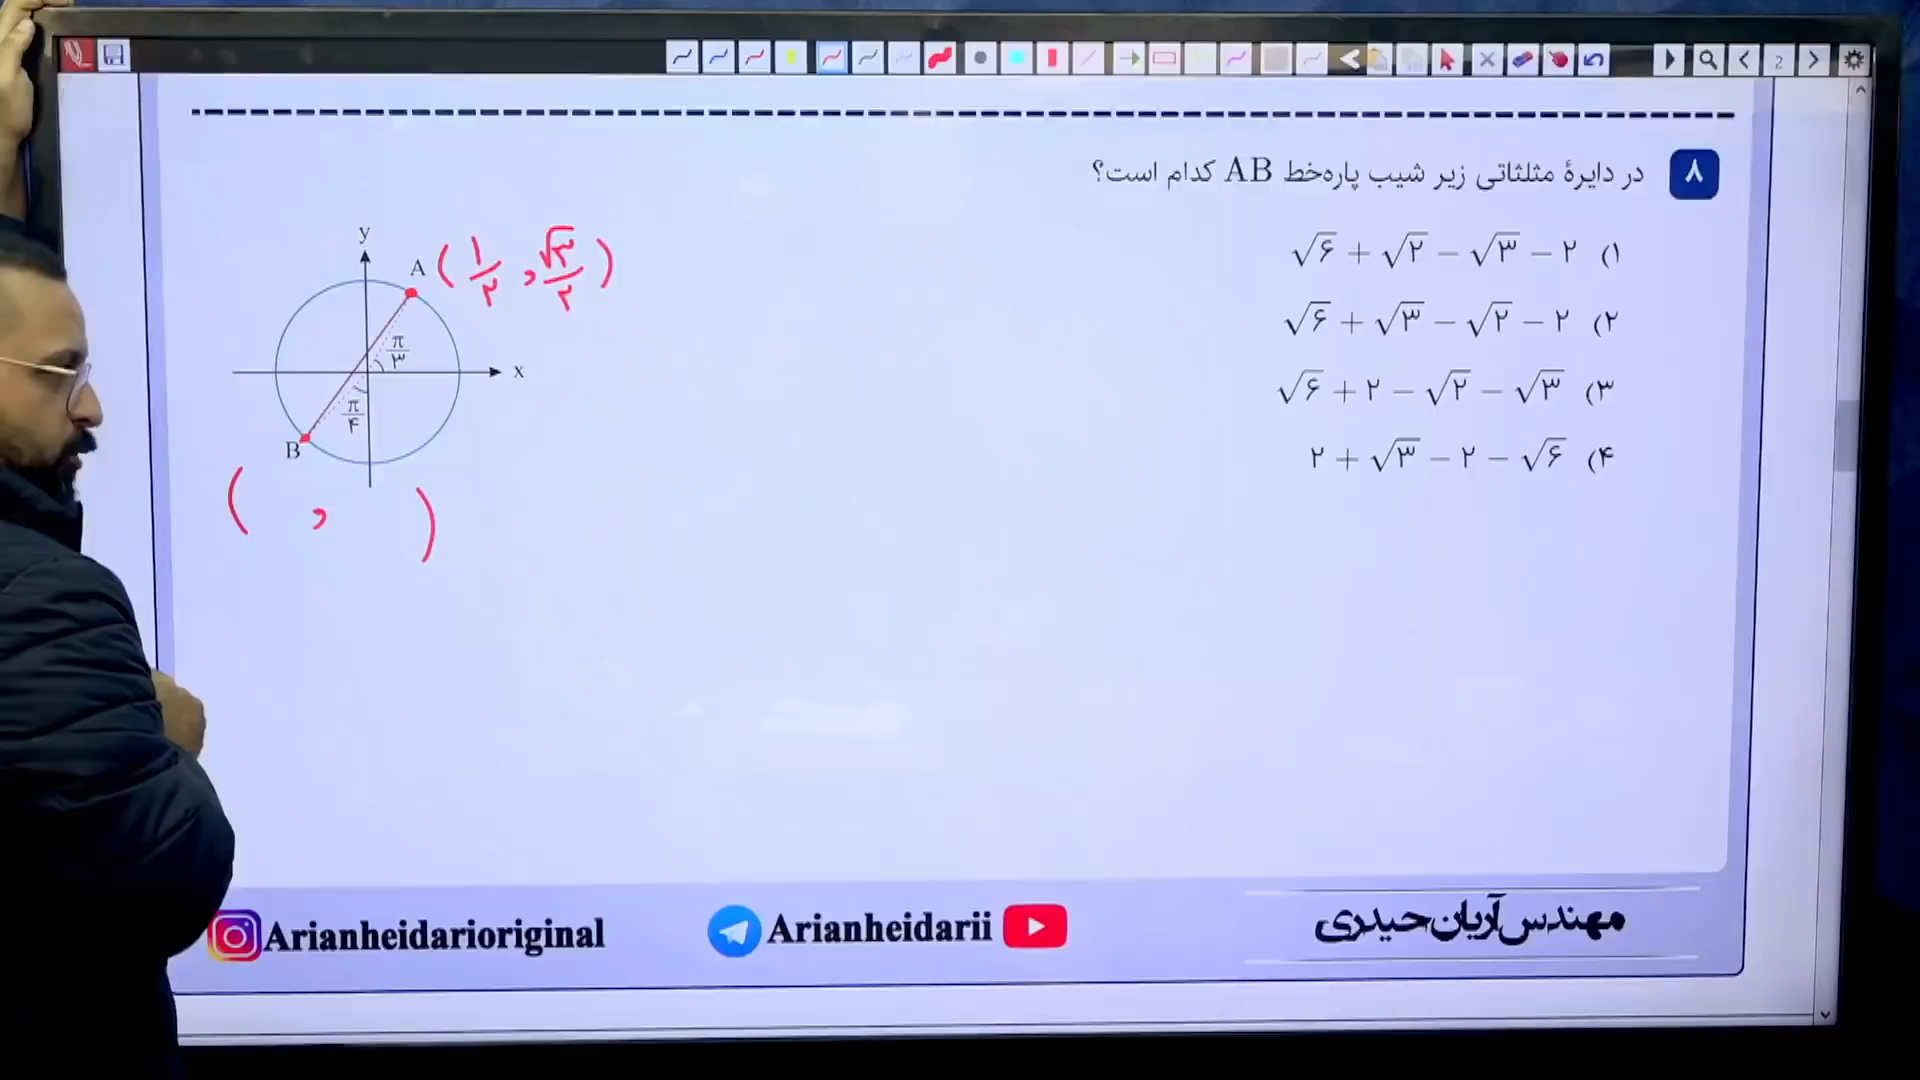 2
۸ در دایرهٔ مثلثاتی زیر شیب پاره‌خط AB کدام است؟
۱) √۶ + √۲ − √۳ − ۲
۲) √۶ + √۳ − √۲ − ۲
۳) √۶ + ۲ − √۲ − √۳
۴) ۲ + √۳ − ۲ − √۶
y
A (۱/۲ , √۳/۲)
π/۳
x
π/۴
B
( , )
Arianheidarioriginal Arianheidarii مهندس آریان حیدری